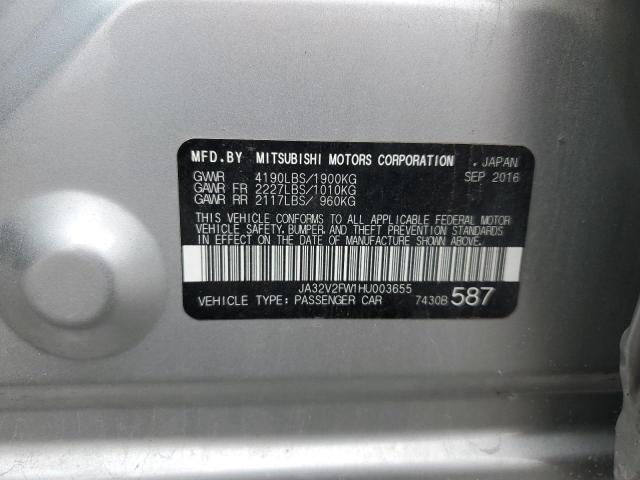 MFD.BY MITSUBISHI MOTORS CORPORATION . JAPAN
GVWR 4190LBS/1900KG SEP 2016
GAWR FR 2227LBS/1010KG
GAWR RR 2117LBS/ 960KG
THIS VEHICLE CONFORMS TO ALL APPLICABLE FEDERAL MOTOR
VEHICLE SAFETY, BUMPER, AND THEFT PREVENTION STANDARDS
IN EFFECT ON THE DATE OF MANUFACTURE SHOWN ABOVE.
JA32V2FW1HU003655
VEHICLE TYPE: PASSENGER CAR 7430B 587